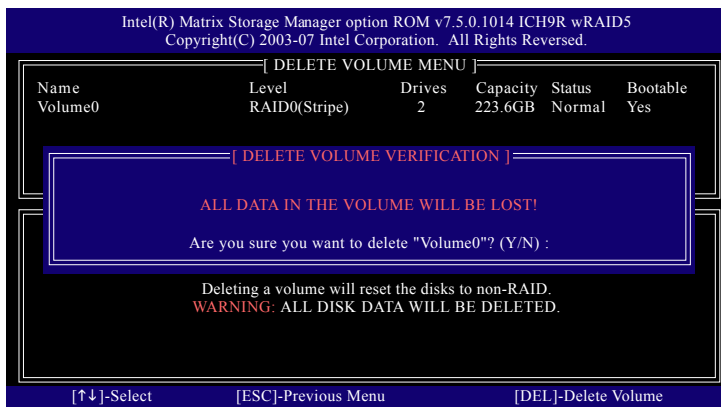 Intel(R) Matrix Storage Manager option ROM v7.5.0.1014 ICH9R wRAID5
Copyright(C) 2003-07 Intel Corporation. All Rights Reversed.
[ DELETE VOLUME MENU ]
Name Level Drives Capacity Status Bootable
Volume0 RAID0(Stripe) 2 223.6GB Normal Yes
[ DELETE VOLUME VERIFICATION ]
ALL DATA IN THE VOLUME WILL BE LOST!
Are you sure you want to delete "Volume0"? (Y/N) :
Deleting a volume will reset the disks to non-RAID.
WARNING: ALL DISK DATA WILL BE DELETED.
[↑↓]-Select [ESC]-Previous Menu [DEL]-Delete Volume